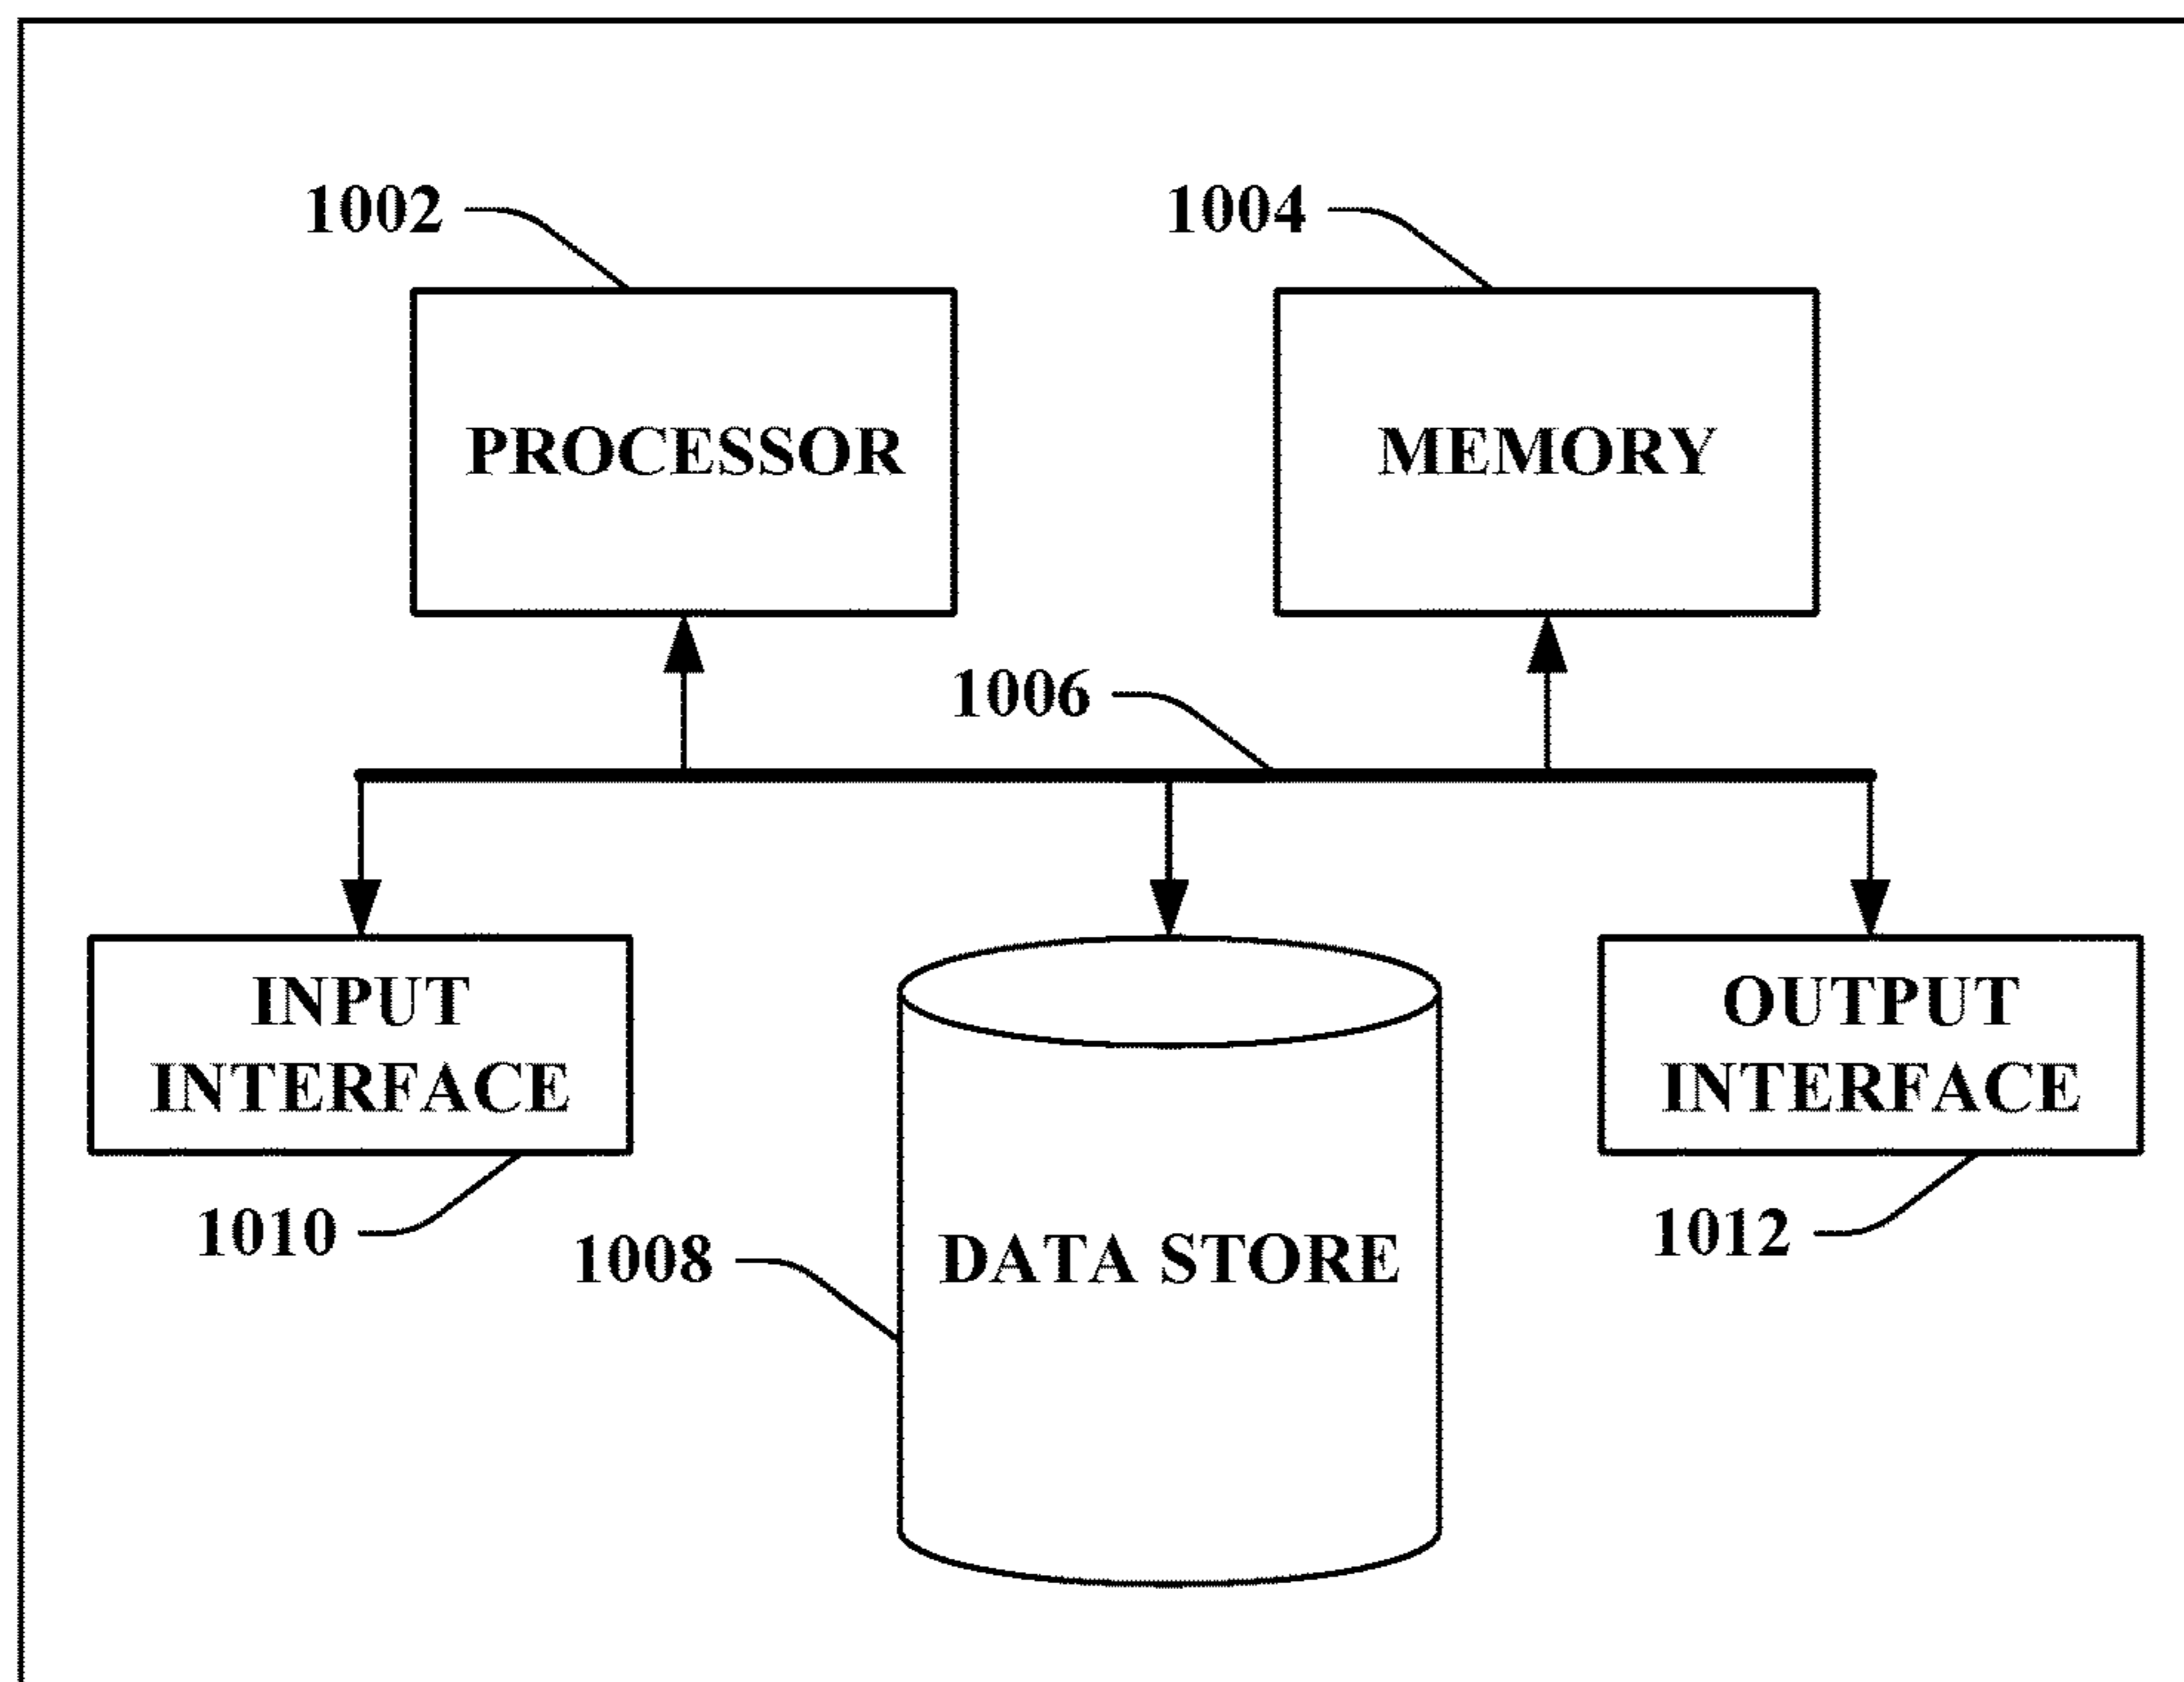 1002
1004
PROCESSOR
MEMORY
1006
INPUT
INTERFACE
OUTPUT
INTERFACE
1010
1008
DATA STORE
1012